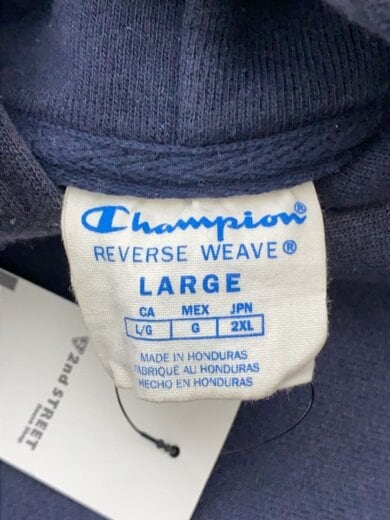 Champion®
REVERSE WEAVE®
LARGE
CA MEX JPN
L/G G 2XL
MADE IN HONDURAS
FABRIQUÉ AU HONDURAS
HECHO EN HONDURAS
2nd STREET